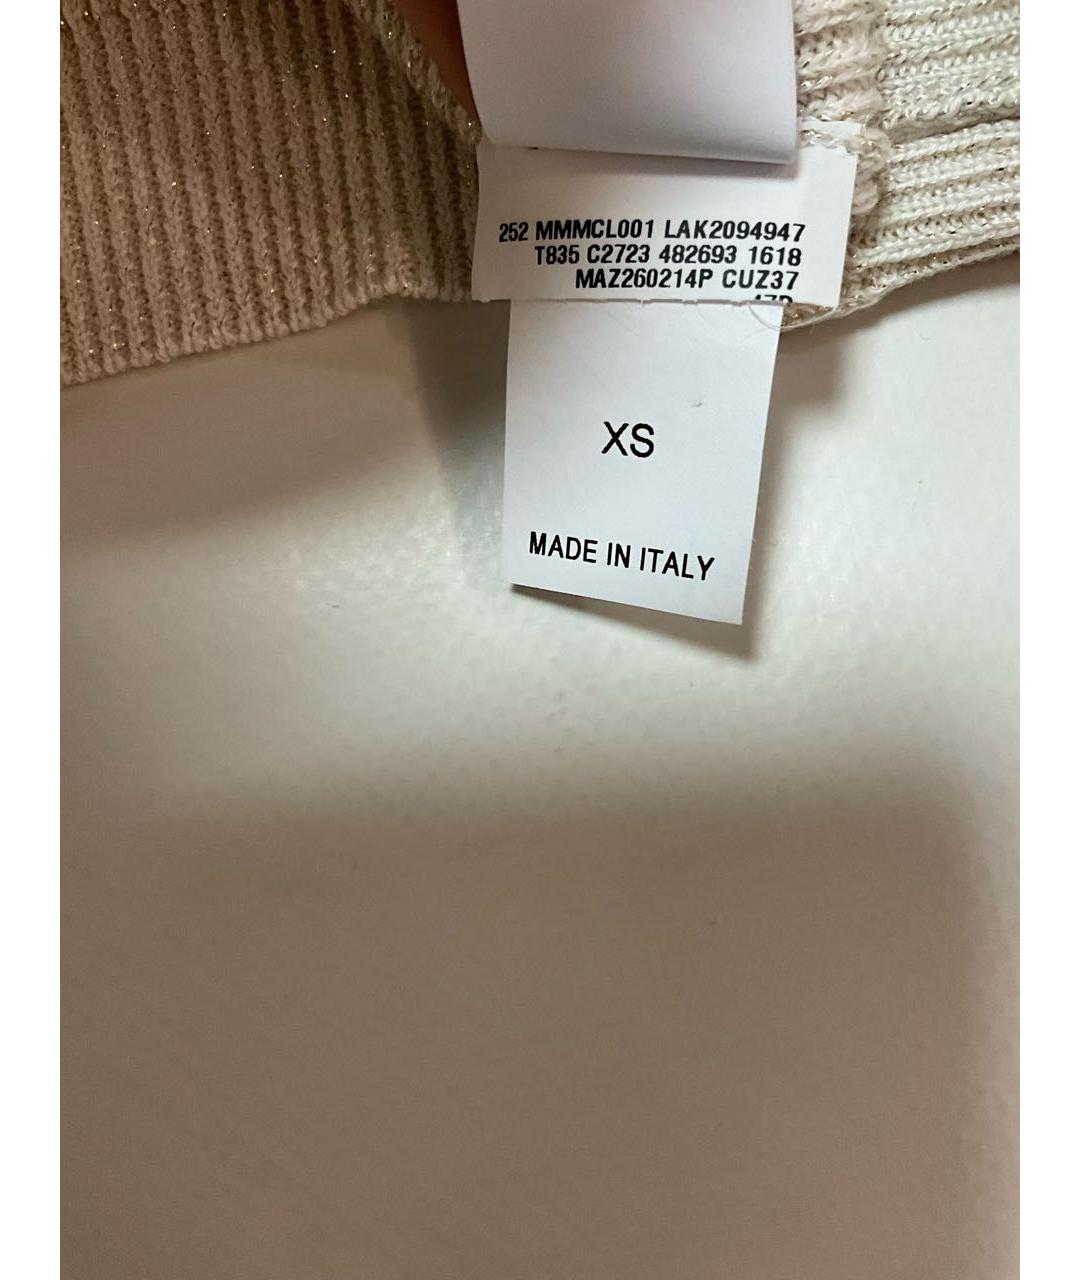 252 MMMCL001 LAK2094947
T835 C2723 482693 1618
MAZ260214P CUZ37
XS
MADE IN ITALY